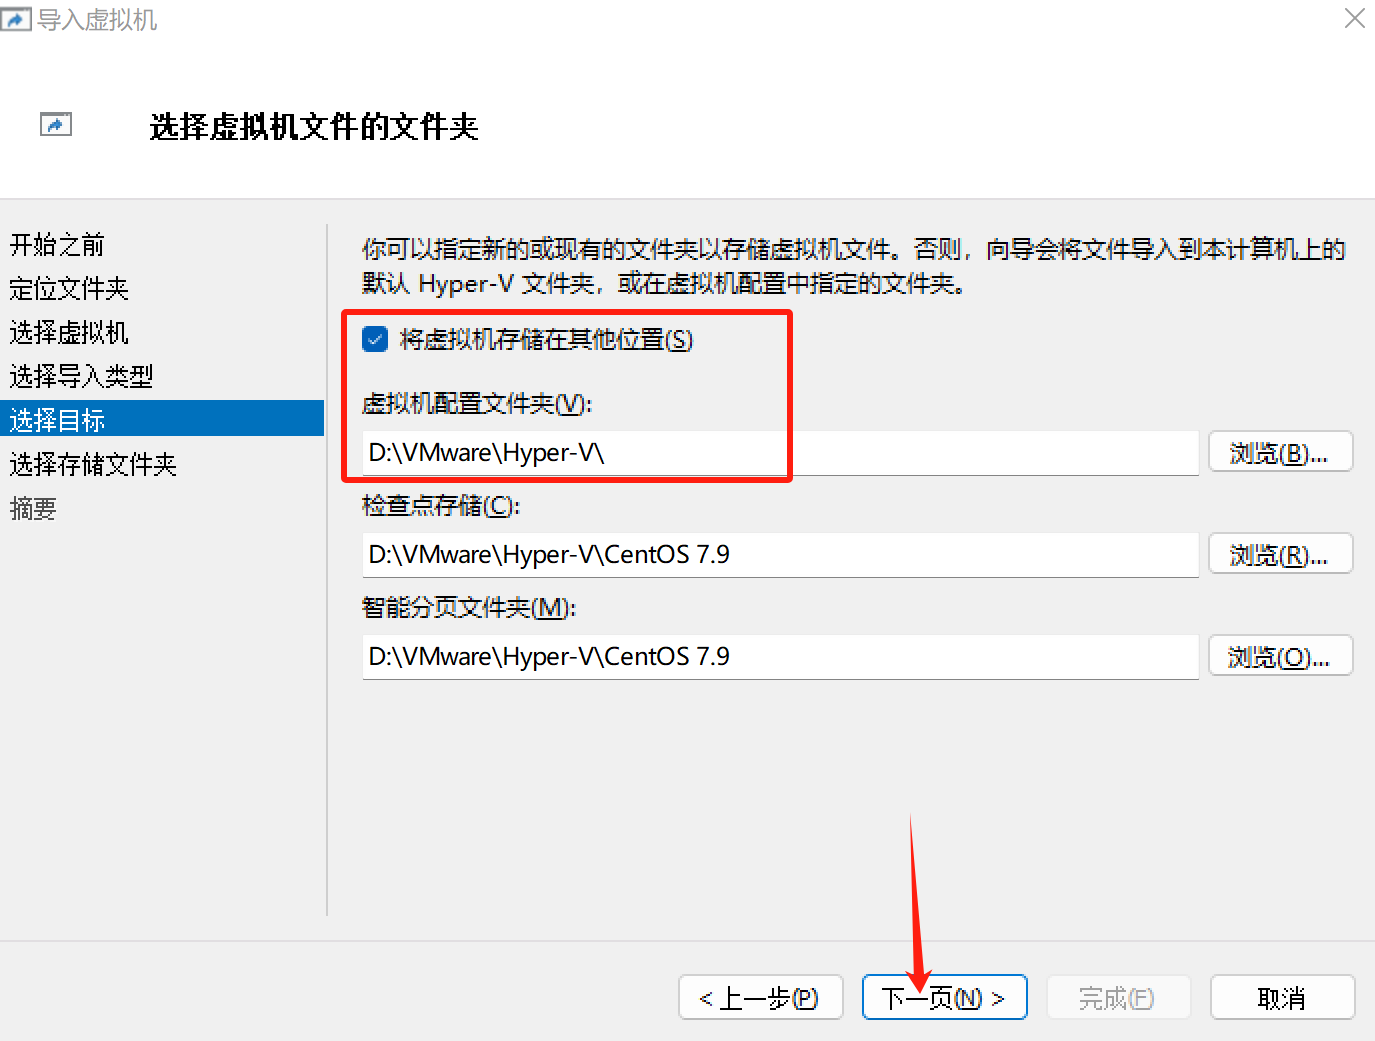 导入虚拟机
选择虚拟机文件的文件夹
开始之前
定位文件夹
选择虚拟机
选择导入类型
选择目标
选择存储文件夹
摘要
你可以指定新的或现有的文件夹以存储虚拟机文件。否则，向导会将文件导入到本计算机上的
默认 Hyper-V 文件夹，或在虚拟机配置中指定的文件夹。
将虚拟机存储在其他位置(S)
虚拟机配置文件夹(V):
D:\VMware\Hyper-V\
浏览(B)...
检查点存储(C):
D:\VMware\Hyper-V\CentOS 7.9
浏览(R)...
智能分页文件夹(M):
D:\VMware\Hyper-V\CentOS 7.9
浏览(O)...
< 上一步(P)
下一页(N) >
完成(F)
取消